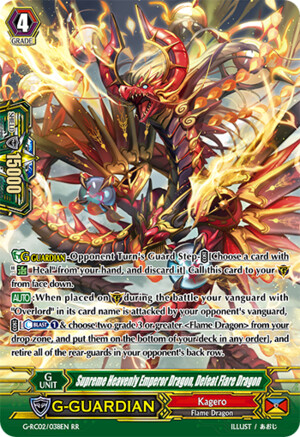 4
GRADE
15000
G GUARDIAN -Opponent Turn's Guard Step- [Choose a card with
"Heal" from your hand, and discard it] Call this card to your G
from face down.
AUTO :When placed on G during the battle your vanguard with
"Overlord" in its card name is attacked by your opponent's vanguard,
BLAST 1 & choose two grade 3 or greater <Flame Dragon> from your
drop zone, and put them on the bottom of your deck in any order], and
retire all of the rear-guards in your opponent's back row.
G
UNIT
Supreme Heavenly Emperor Dragon, Defeat Flare Dragon
G-GUARDIAN
Kagero
Flame Dragon
G-RC02/038EN RR
ILLUST / あおじ